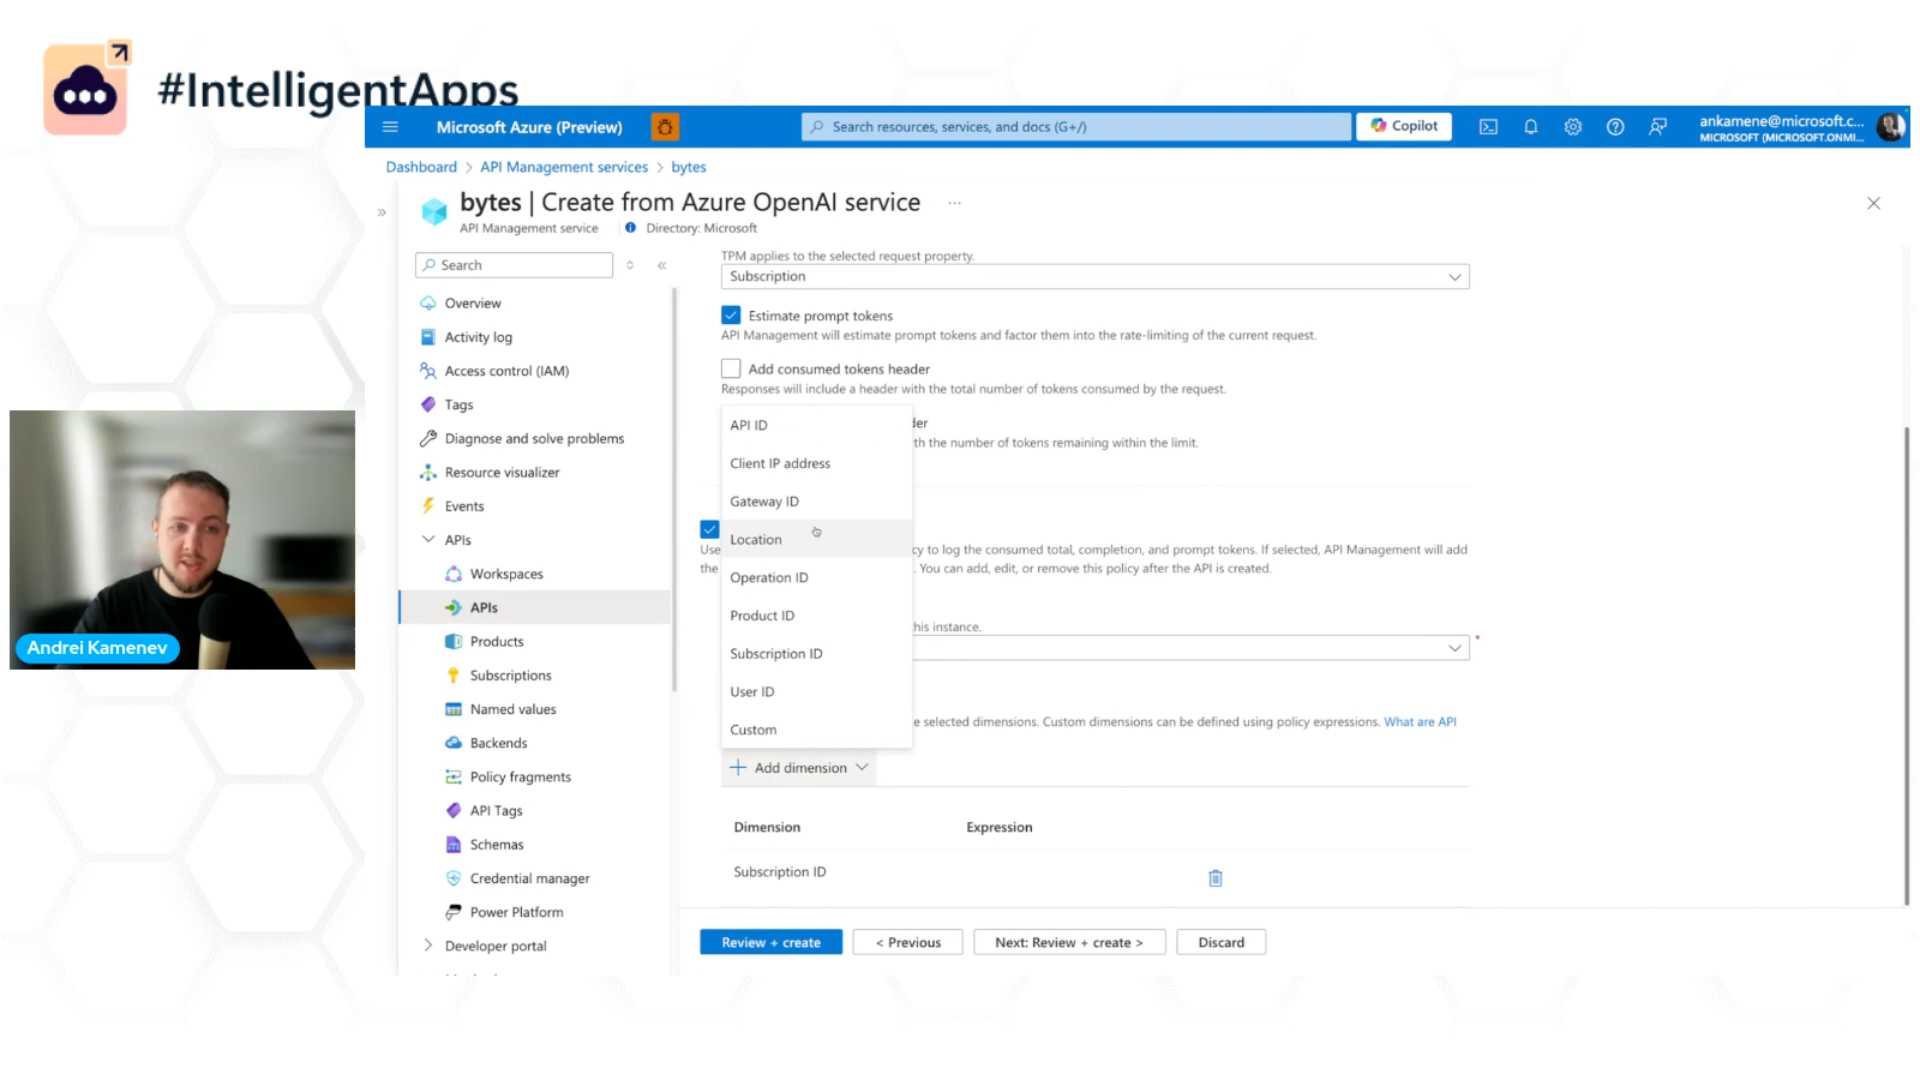 #IntelligentApps
Microsoft Azure (Preview)
Search resources, services, and docs (G+/)
Copilot
ankamene@microsoft.c...
MICROSOFT (MICROSOFT.ONMI...
Dashboard > API Management services > bytes
bytes | Create from Azure OpenAI service ...
API Management service
Directory: Microsoft
Search
Overview
Activity log
Access control (IAM)
Tags
Diagnose and solve problems
Resource visualizer
Events
APIs
Workspaces
APIs
Products
Subscriptions
Named values
Backends
Policy fragments
API Tags
Schemas
Credential manager
Power Platform
Developer portal
TPM applies to the selected request property.
Subscription
Estimate prompt tokens
API Management will estimate prompt tokens and factor them into the rate-limiting of the current request.
Add consumed tokens header
Responses will include a header with the total number of tokens consumed by the request.
API ID
Client IP address
Gateway ID
Location
Operation ID
Product ID
Subscription ID
User ID
Custom
der
th the number of tokens remaining within the limit.
Use cy to log the consumed total, completion, and prompt tokens. If selected, API Management will add
the . You can add, edit, or remove this policy after the API is created.
his instance.
*
e selected dimensions. Custom dimensions can be defined using policy expressions. What are API
+ Add dimension
Dimension Expression
Subscription ID
Review + create
< Previous
Next: Review + create >
Discard
Andrei Kamenev